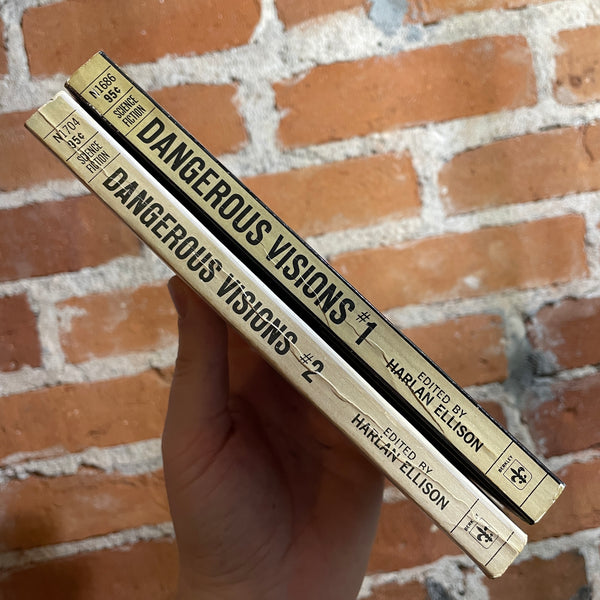 N1686
95¢
SCIENCE
FICTION
DANGEROUS VISIONS #1
EDITED BY
HARLAN ELLISON
BERKLEY
N1704
95¢
SCIENCE
FICTION
DANGEROUS VISIONS #2
EDITED BY
HARLAN ELLISON